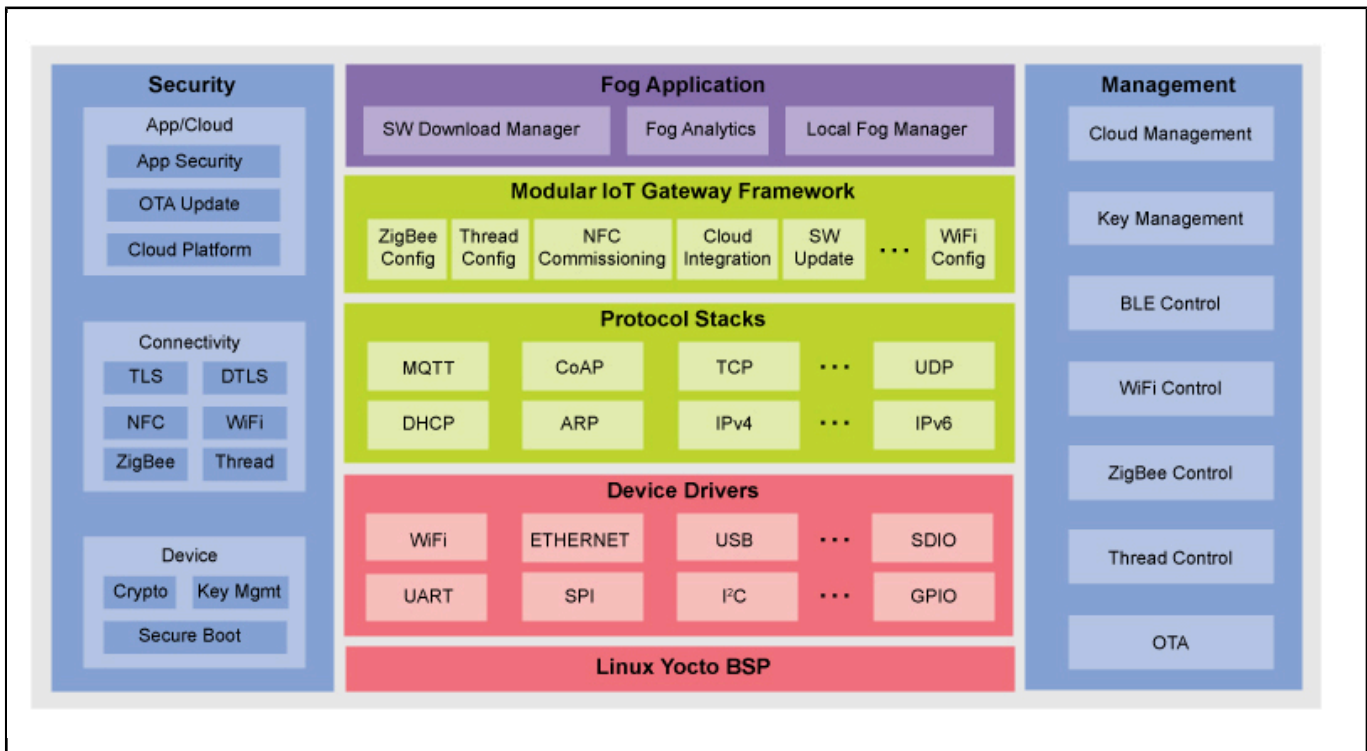 Security
App/Cloud
App Security
OTA Update
Cloud Platform
Connectivity
TLS
DTLS
NFC
WiFi
ZigBee
Thread
Device
Crypto
Key Mgmt
Secure Boot
Fog Application
SW Download Manager
Fog Analytics
Local Fog Manager
Modular IoT Gateway Framework
ZigBee
Config
Thread
Config
NFC
Commissioning
Cloud
Integration
SW
Update
...
WiFi
Config
Protocol Stacks
MQTT
CoAP
TCP
...
UDP
DHCP
ARP
IPv4
...
IPv6
Device Drivers
WiFi
ETHERNET
USB
...
SDIO
UART
SPI
I²C
...
GPIO
Linux Yocto BSP
Management
Cloud Management
Key Management
BLE Control
WiFi Control
ZigBee Control
Thread Control
OTA